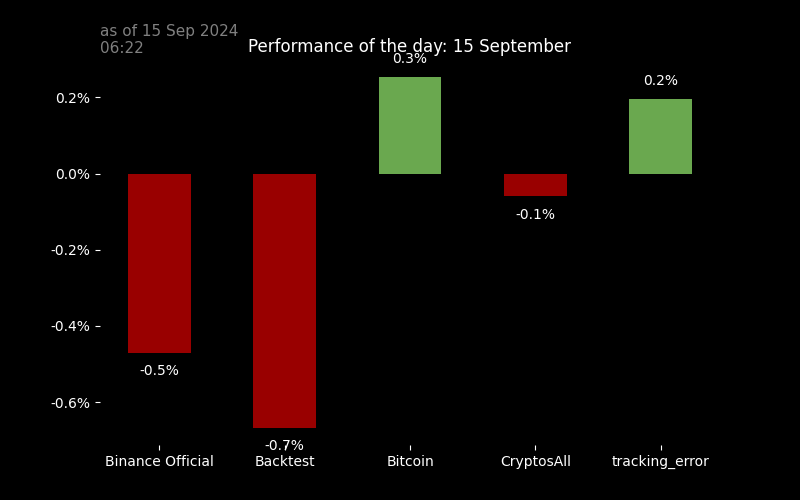 as of 15 Sep 2024
06:22
Performance of the day: 15 September
0.3%
0.2%
0.2%
0.0%
-0.1%
-0.2%
-0.4%
-0.5%
-0.6%
-0.7%
Binance Official
Backtest
Bitcoin
CryptosAll
tracking_error